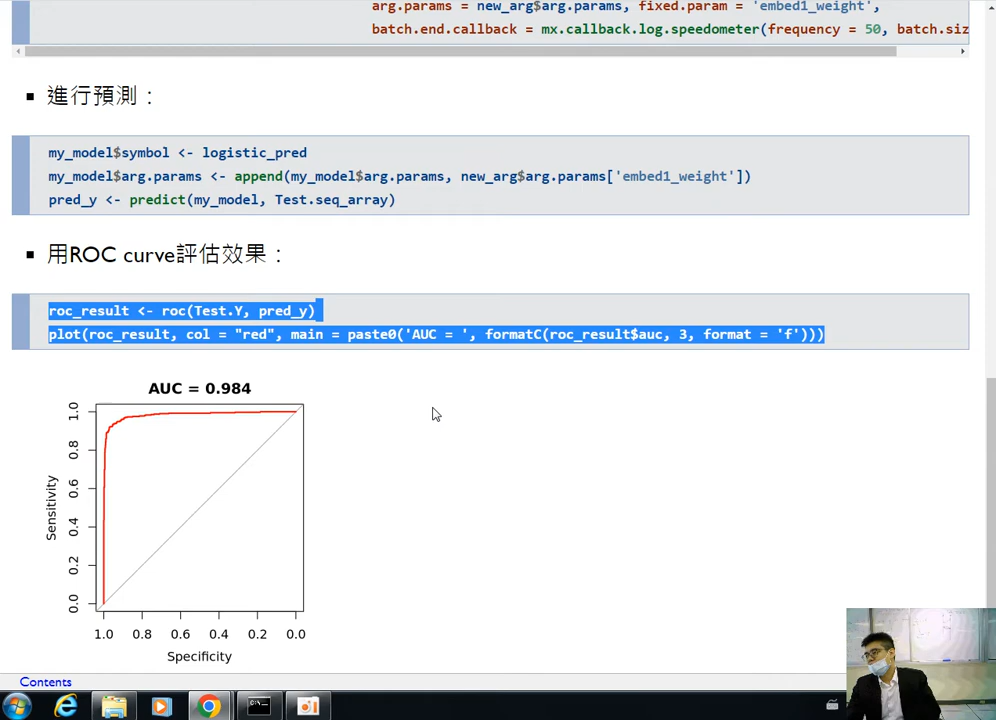 arg.params = new_arg$arg.params, fixed.param = 'embed1_weight',
batch.end.callback = mx.callback.log.speedometer(frequency = 50, batch.siz
進行預測：
my_model$symbol <- logistic_pred
my_model$arg.params <- append(my_model$arg.params, new_arg$arg.params['embed1_weight'])
pred_y <- predict(my_model, Test.seq_array)
用ROC curve評估效果：
roc_result <- roc(Test.Y, pred_y)
plot(roc_result, col = "red", main = paste0('AUC = ', formatC(roc_result$auc, 3, format = 'f')))
AUC = 0.984
Sensitivity
1.0
0.8
0.6
0.4
0.2
0.0
1.0 0.8 0.6 0.4 0.2 0.0
Specificity
Contents